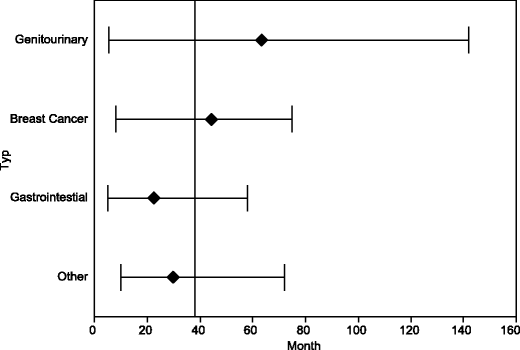 Genitourinary
Breast Cancer
Typ
Gastrointestial
Other
0 20 40 60 80 100 120 140 160
Month